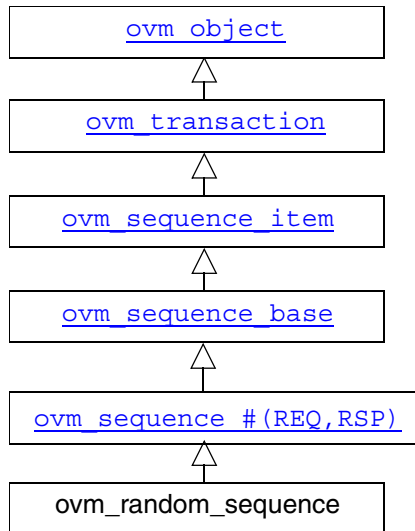 ovm_object
ovm_transaction
ovm_sequence_item
ovm_sequence_base
ovm_sequence #(REQ,RSP)
ovm_random_sequence